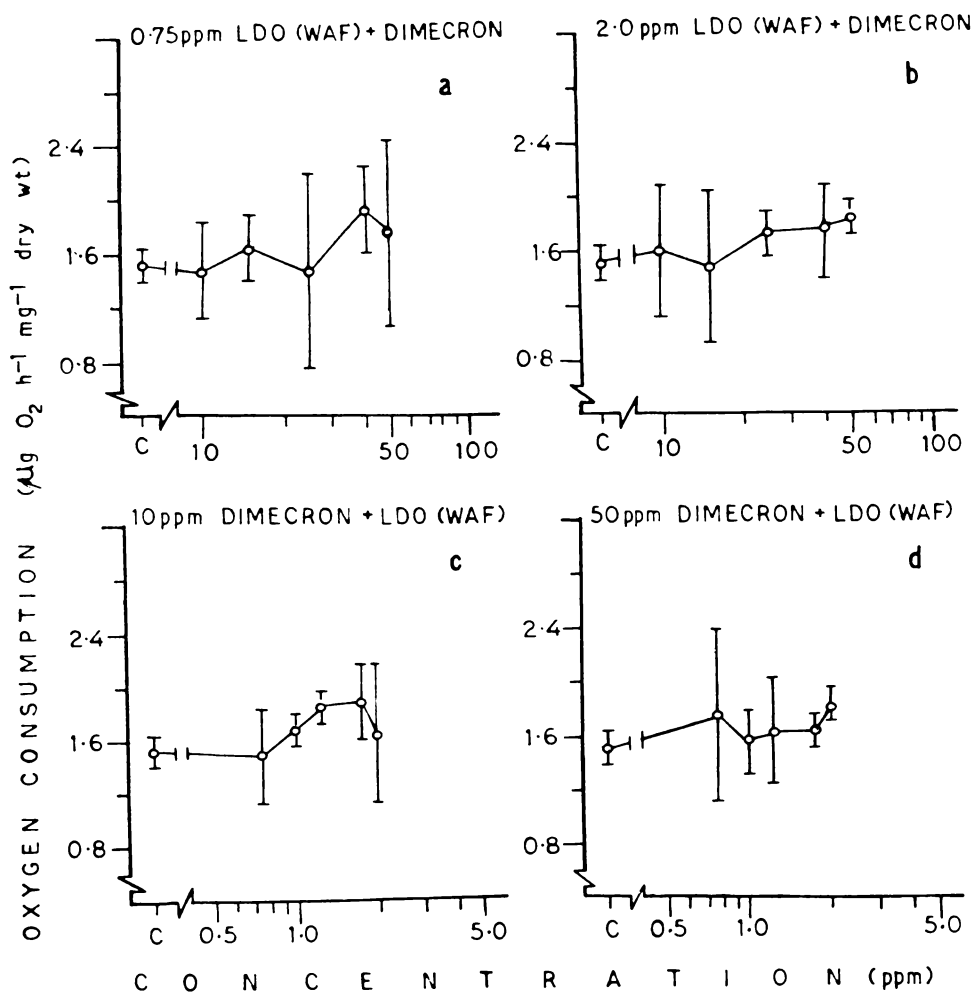 0·75ppm LDO (WAF) + DIMECRON
a
2·4
1·6
0·8
C 10 50 100
2·0 ppm LDO (WAF) + DIMECRON
b
2·4
1·6
0·8
C 10 50 100
10ppm DIMECRON + LDO (WAF)
c
2·4
1·6
0·8
C 0·5 1·0 5·0
50ppm DIMECRON + LDO (WAF)
d
2·4
1·6
0·8
C 0·5 1·0 5·0
OXYGEN CONSUMPTION (µg O₂ h⁻¹ mg⁻¹ dry wt)
CONCENTRATION (ppm)